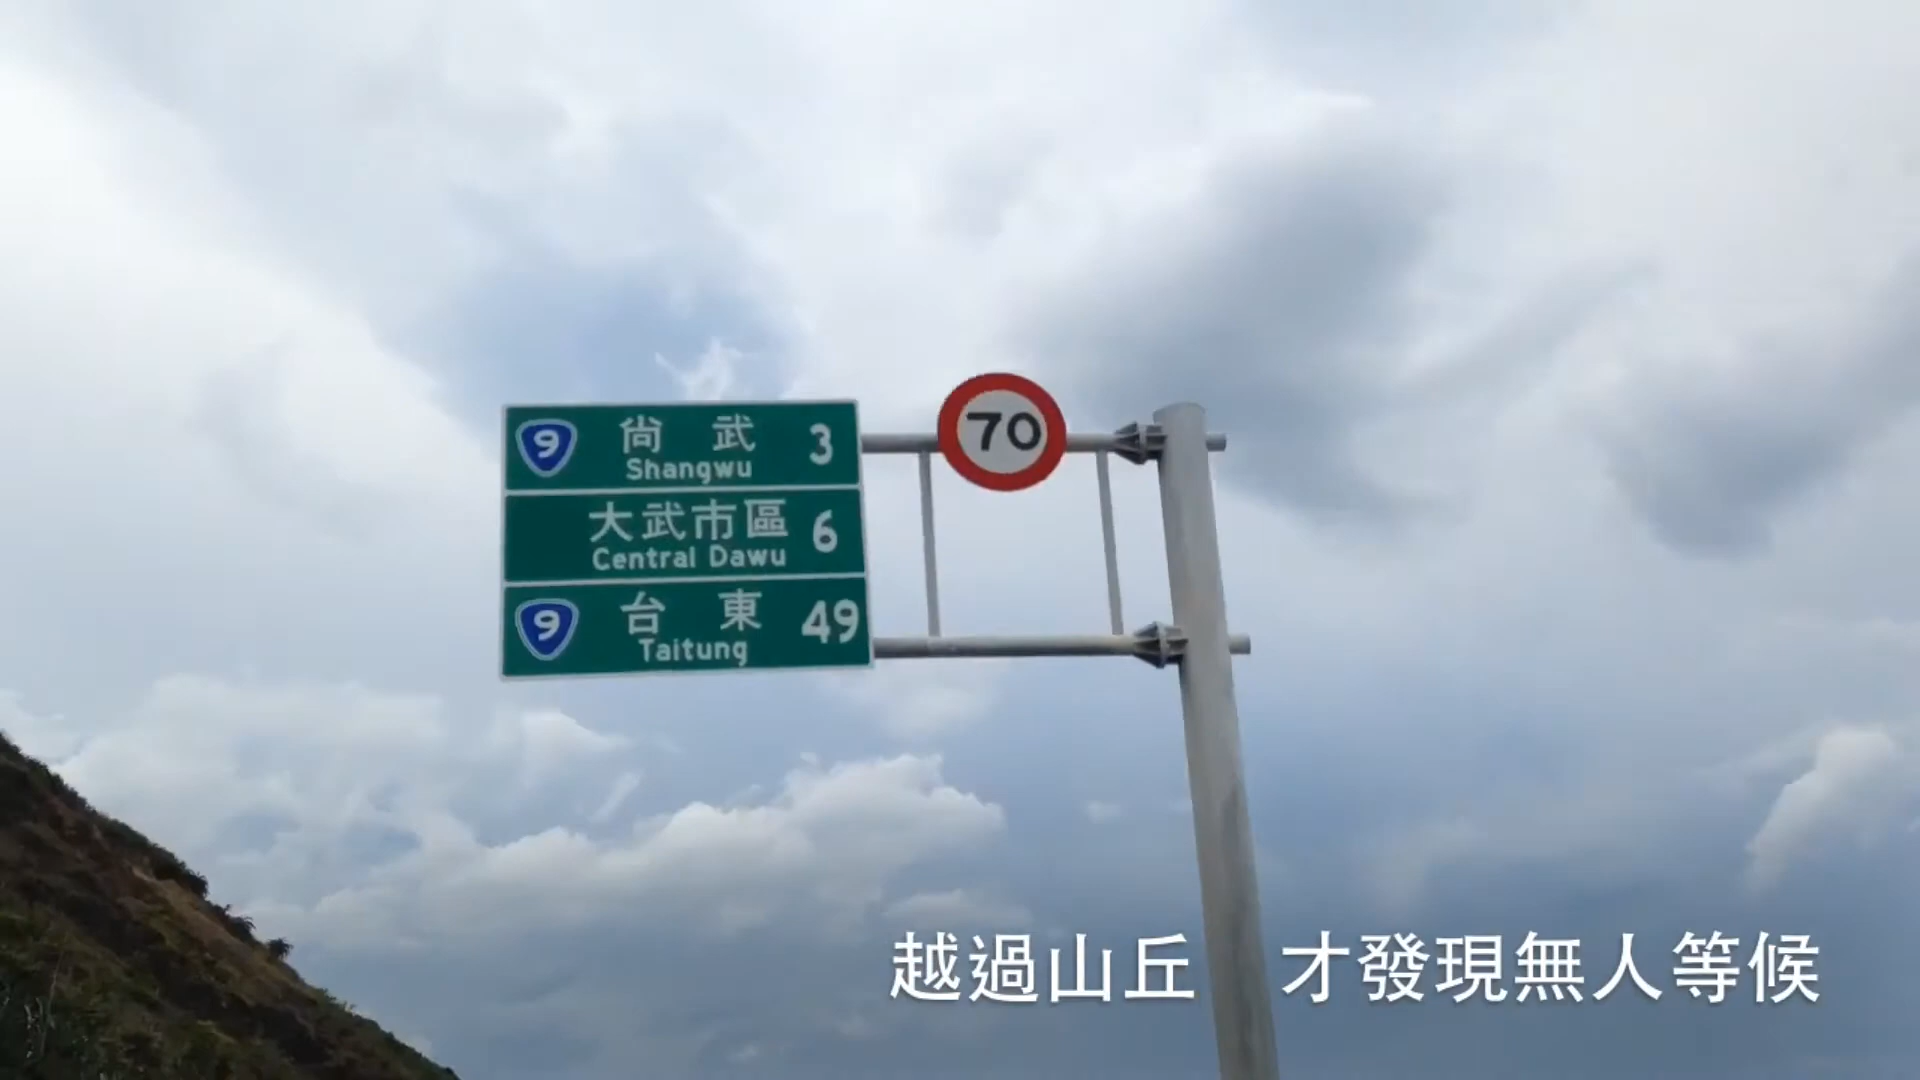 9 尚武 3
Shangwu
大武市區 6
Central Dawu
9 台東 49
Taitung
70
越過山丘 才發現無人等候